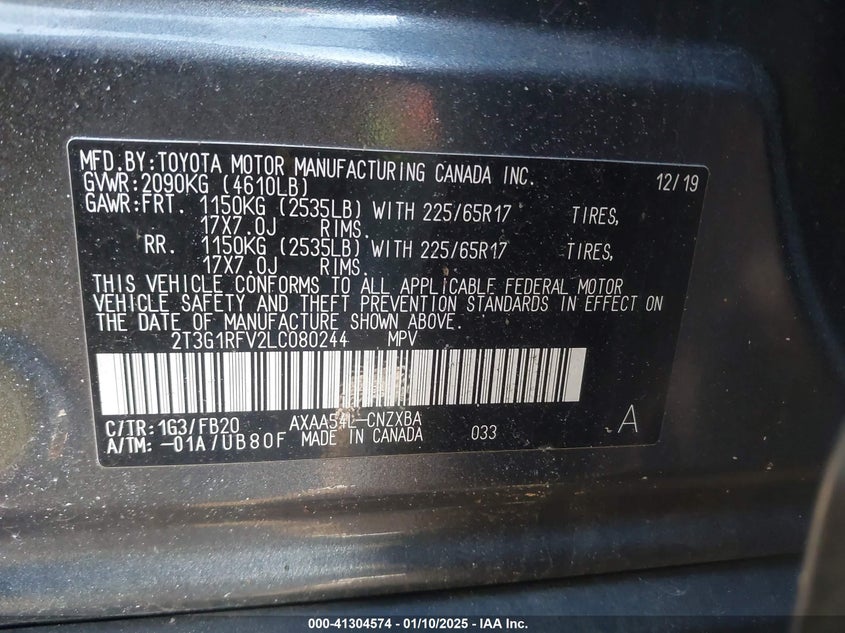 MFD.BY:TOYOTA MOTOR MANUFACTURING CANADA INC. 12/19
GVWR:2090KG (4610LB)
GAWR:FRT. 1150KG (2535LB) WITH 225/65R17 TIRES,
17X7.0J RIMS.
RR. 1150KG (2535LB) WITH 225/65R17 TIRES,
17X7.0J RIMS.
THIS VEHICLE CONFORMS TO ALL APPLICABLE FEDERAL MOTOR
VEHICLE SAFETY AND THEFT PREVENTION STANDARDS IN EFFECT ON
THE DATE OF MANUFACTURE SHOWN ABOVE.
2T3G1RFV2LC080244 MPV
C/TR:1G3/FB20 AXAA54L-CNZXBA A
A/TM:-01A/UB80F MADE IN CANADA 033
000-41304574 - 01/10/2025 - IAA Inc.